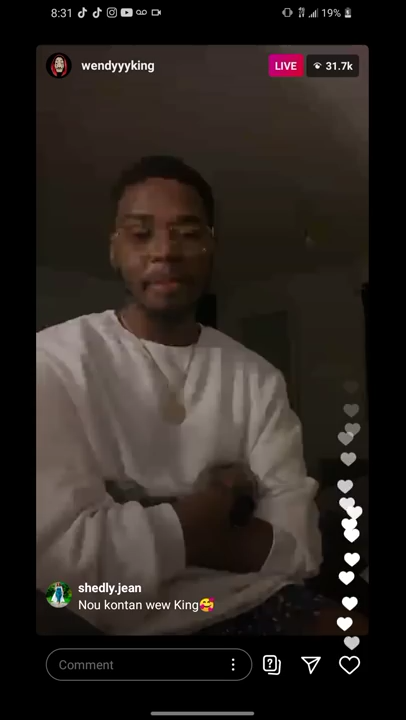 8:31
19%
wendyyyking
LIVE
31.7k
shedly.jean
Nou kontan wew King🥰
Comment